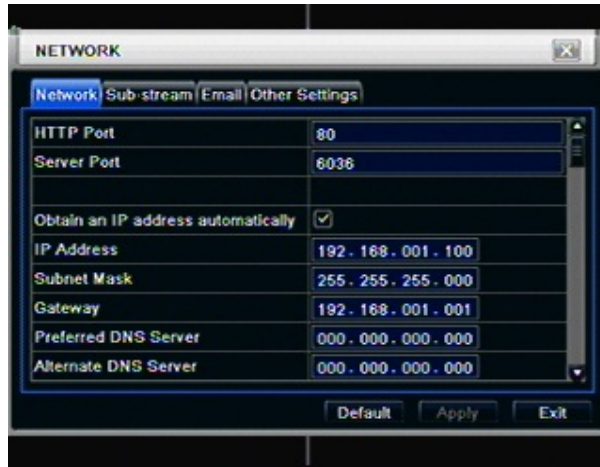 NETWORK
Network Sub-stream Email Other Settings
HTTP Port 80
Server Port 6036
Obtain an IP address automatically
IP Address 192 . 168 . 001 . 100
Subnet Mask 255 . 255 . 255 . 000
Gateway 192 . 168 . 001 . 001
Preferred DNS Server 000 . 000 . 000 . 000
Alternate DNS Server 000 . 000 . 000 . 000
Default Apply Exit